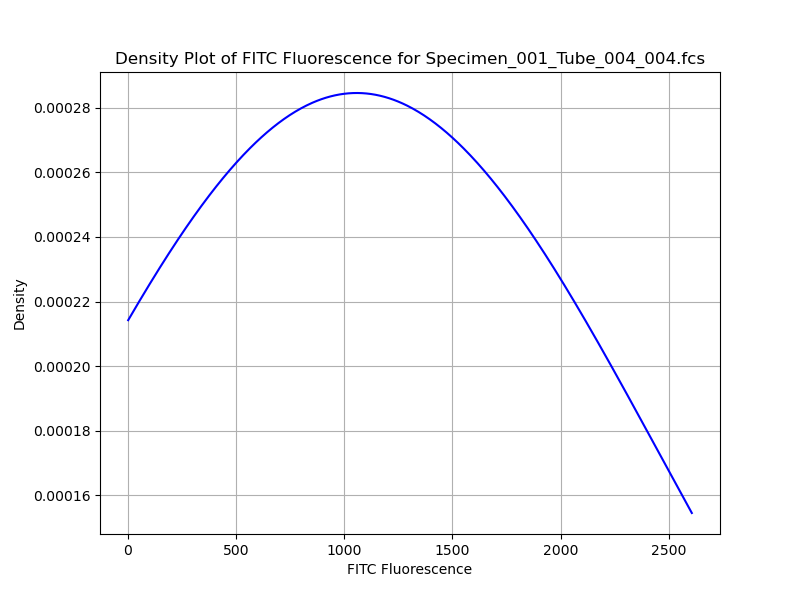 Density Plot of FITC Fluorescence for Specimen_001_Tube_004_004.fcs
0.00028
0.00026
0.00024
0.00022
0.00020
0.00018
0.00016
Density
0 500 1000 1500 2000 2500
FITC Fluorescence